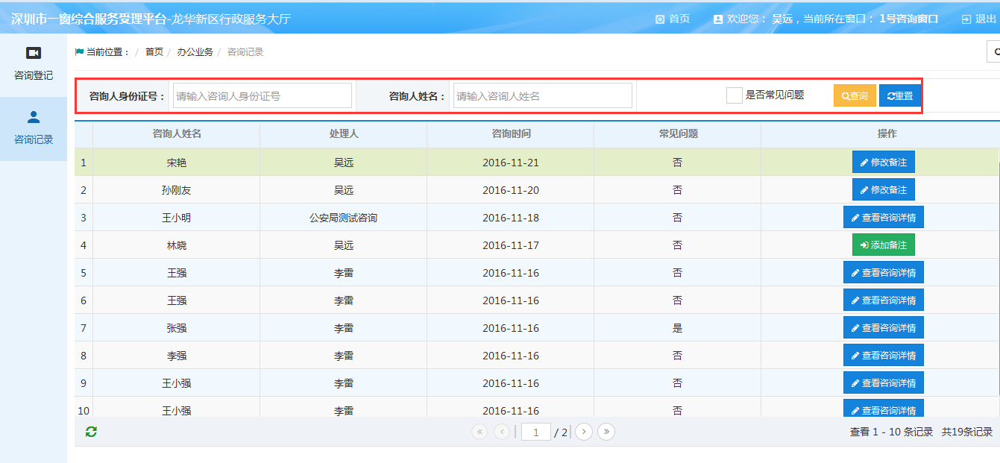 深圳市一窗综合服务受理平台-龙华新区行政服务大厅 首页 欢迎您： 吴远，当前所在窗口： 1号咨询窗口 退出
咨询登记
咨询记录
当前位置： / 首页 / 办公业务 / 咨询记录
咨询人身份证号： 请输入咨询人身份证号 咨询人姓名： 请输入咨询人姓名 是否常见问题 查询 重置
咨询人姓名 处理人 咨询时间 常见问题 操作
1 宋艳 吴远 2016-11-21 否 修改备注
2 孙刚友 吴远 2016-11-20 否 修改备注
3 王小明 公安局测试咨询 2016-11-18 否 查看咨询详情
4 林晓 吴远 2016-11-17 否 添加备注
5 王强 李雷 2016-11-16 否 查看咨询详情
6 王强 李雷 2016-11-16 否 查看咨询详情
7 张强 李雷 2016-11-16 是 查看咨询详情
8 李强 李雷 2016-11-16 否 查看咨询详情
9 王小强 李雷 2016-11-16 否 查看咨询详情
10 王小强 李雷 2016-11-16 否 查看咨询详情
« ‹ 1 / 2 › » 查看 1 - 10 条记录 共19条记录